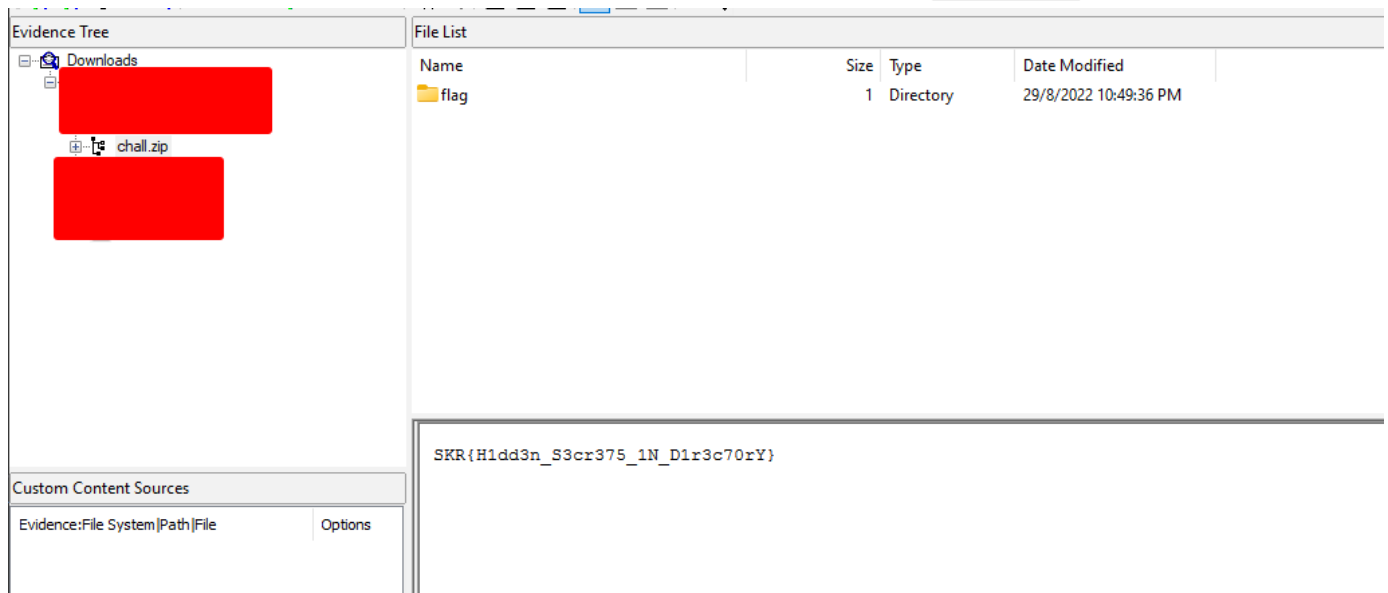 Evidence Tree
Downloads
chall.zip
Custom Content Sources
Evidence:File System|Path|File Options
File List
Name Size Type Date Modified
flag 1 Directory 29/8/2022 10:49:36 PM
SKR{H1dd3n_S3cr375_1N_D1r3c70rY}